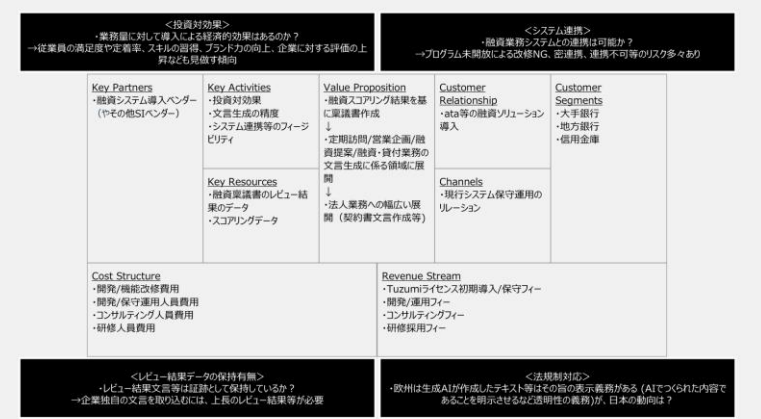 ＜投資対効果＞
・業務量に対して導入による経済的効果はあるのか？
→従業員の満足度や定着率、スキルの習得、ブランド力の向上、企業に対する評価の上
昇なども見做す傾向
＜システム連携＞
・融資業務システムとの連携は可能か？
→プログラム未開放による改修NG、密連携、連携不可等のリスク多々あり
Key Partners
・融資システム導入ベンダー
（やその他SIベンダー）
Key Activities
・投資対効果
・文言生成の精度
・システム連携等のフィージ
ビリティ
Key Resources
・融資稟議書のレビュー結
果のデータ
・スコアリングデータ
Value Proposition
・融資スコアリング結果を基
に稟議書作成
↓
・定期訪問/営業企画/融
資提案/融資・貸付業務の
文言生成に係る領域に展
開
↓
・法人業務への幅広い展
開（契約書文言作成等)
Customer
Relationship
・ata等の融資ソリューション
導入
Channels
・現行システム保守運用の
リレーション
Customer
Segments
・大手銀行
・地方銀行
・信用金庫
Cost Structure
・開発/機能改修費用
・開発/保守運用人員費用
・コンサルティング人員費用
・研修人員費用
Revenue Stream
・Tuzumiライセンス初期導入/保守フィー
・開発/運用フィー
・コンサルティングフィー
・研修採用フィー
＜レビュー結果データの保持有無＞
・レビュー結果文言等は証跡として保持しているか？
→企業独自の文言を取り込むには、上長のレビュー結果等が必要
＜法規制対応＞
・欧州は生成AIが作成したテキスト等はその旨の表示義務がある (AIでつくられた内容で
あることを明示させるなど透明性の義務)が、日本の動向は？